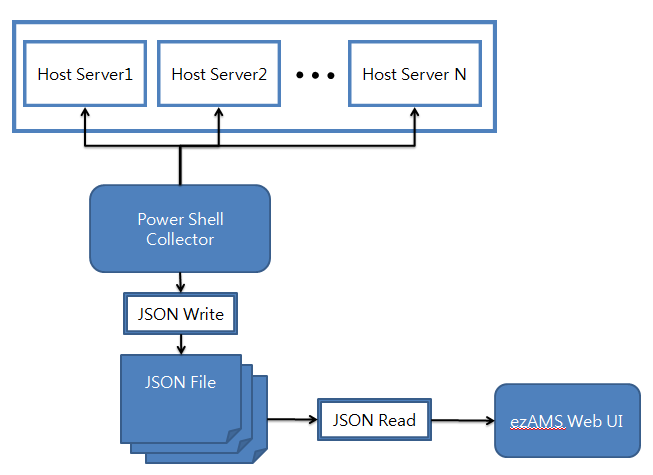 Host Server1
Host Server2
Host Server N
Power Shell
Collector
JSON Write
JSON File
JSON Read
ezAMS Web UI